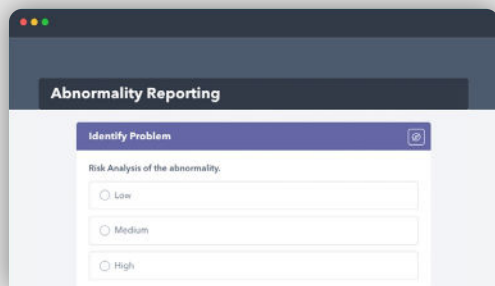 Abnormality Reporting
Identify Problem
Risk Analysis of the abnormality.
Low
Medium
High